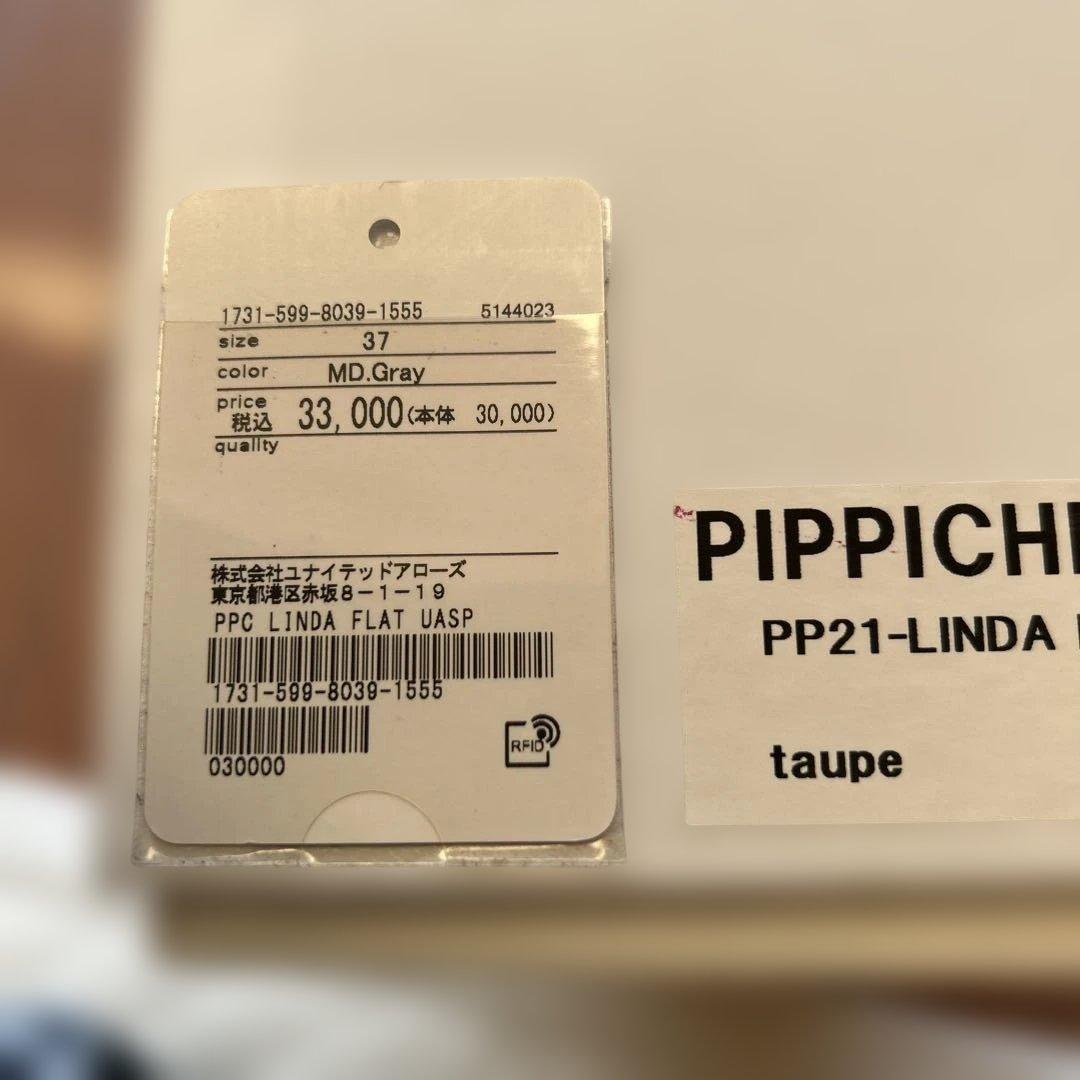 1731-599-8039-1555 5144023
size 37
color MD.Gray
price
税込 33,000(本体 30,000)
quality
株式会社ユナイテッドアローズ
東京都港区赤坂8-1-19
PPC LINDA FLAT UASP
1731-599-8039-1555
030000
RFID
PIPPICH
PP21-LINDA
taupe